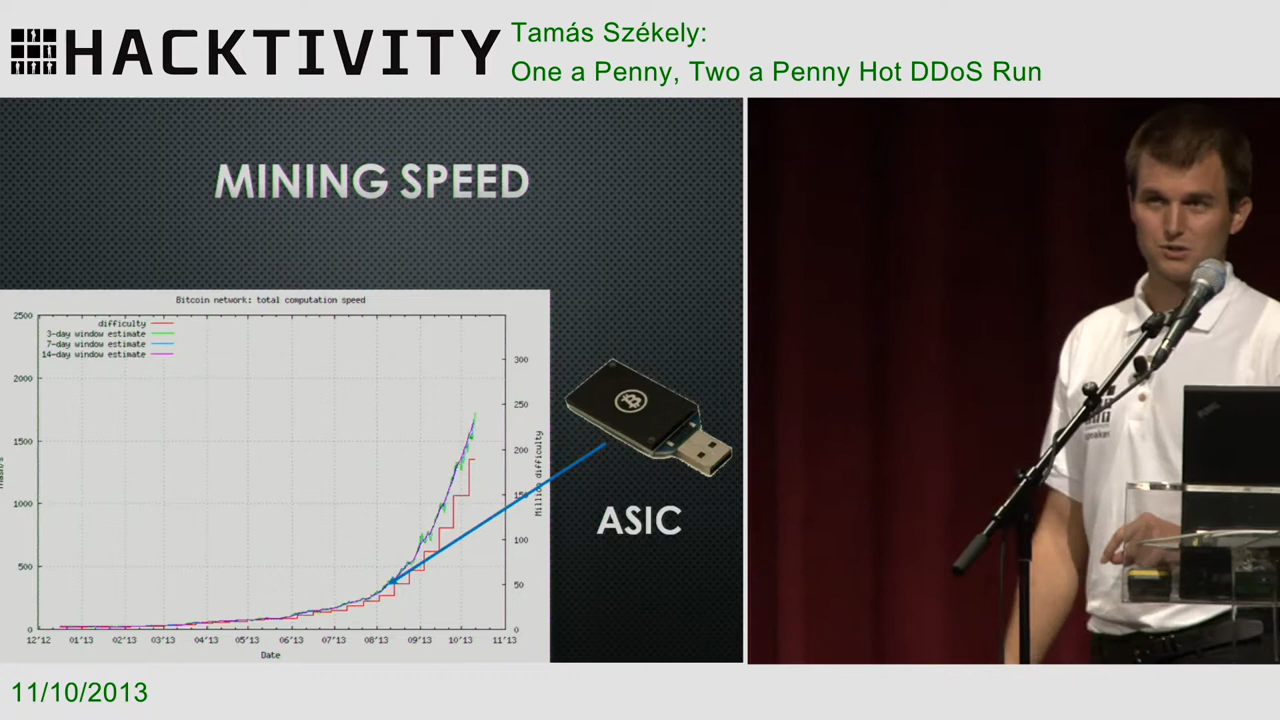 HACKTIVITY
Tamás Székely:
One a Penny, Two a Penny Hot DDoS Run
MINING SPEED
Bitcoin network: total computation speed
2500
2000
1500
1000
500
0
difficulty
3-day window estimate
7-day window estimate
14-day window estimate
300
250
200
150
100
50
0
Million difficulty
12'12 01'13 02'13 03'13 04'13 05'13 06'13 07'13 08'13 09'13 10'13 11'13
Date
ASIC
11/10/2013